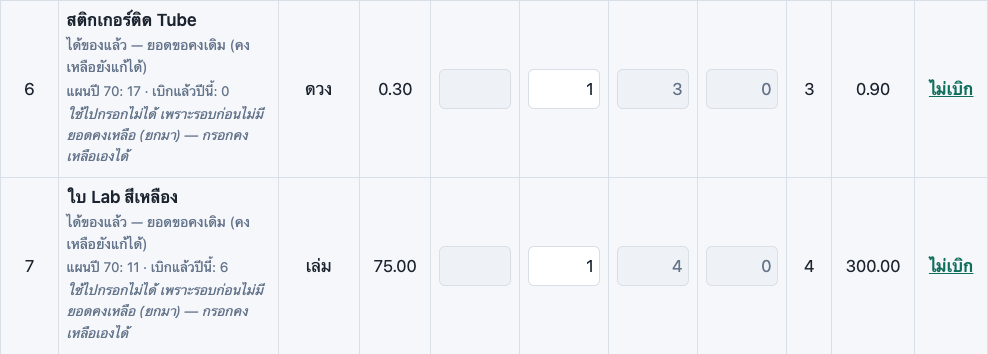 สติกเกอร์ติด Tube
ได้ของแล้ว — ยอดขอคงเดิม (คง
เหลือยังแก้ได้)
6
แผนปี 70: 17 · เบิกแล้วปีนี้: 0
ใช้ไปกรอกไม่ได้ เพราะรอบก่อนไม่มี
ยอดคงเหลือ (ยกมา) — กรอกคง
เหลือเองได้
ดวง
0.30
1
3
0
3
0.90
ไม่เบิก
ใบ Lab สีเหลือง
ได้ของแล้ว — ยอดขอคงเดิม (คง
เหลือยังแก้ได้)
7
แผนปี 70: 11 · เบิกแล้วปีนี้: 6
ใช้ไปกรอกไม่ได้ เพราะรอบก่อนไม่มี
ยอดคงเหลือ (ยกมา) — กรอกคง
เหลือเองได้
เล่ม
75.00
1
4
0
4
300.00
ไม่เบิก